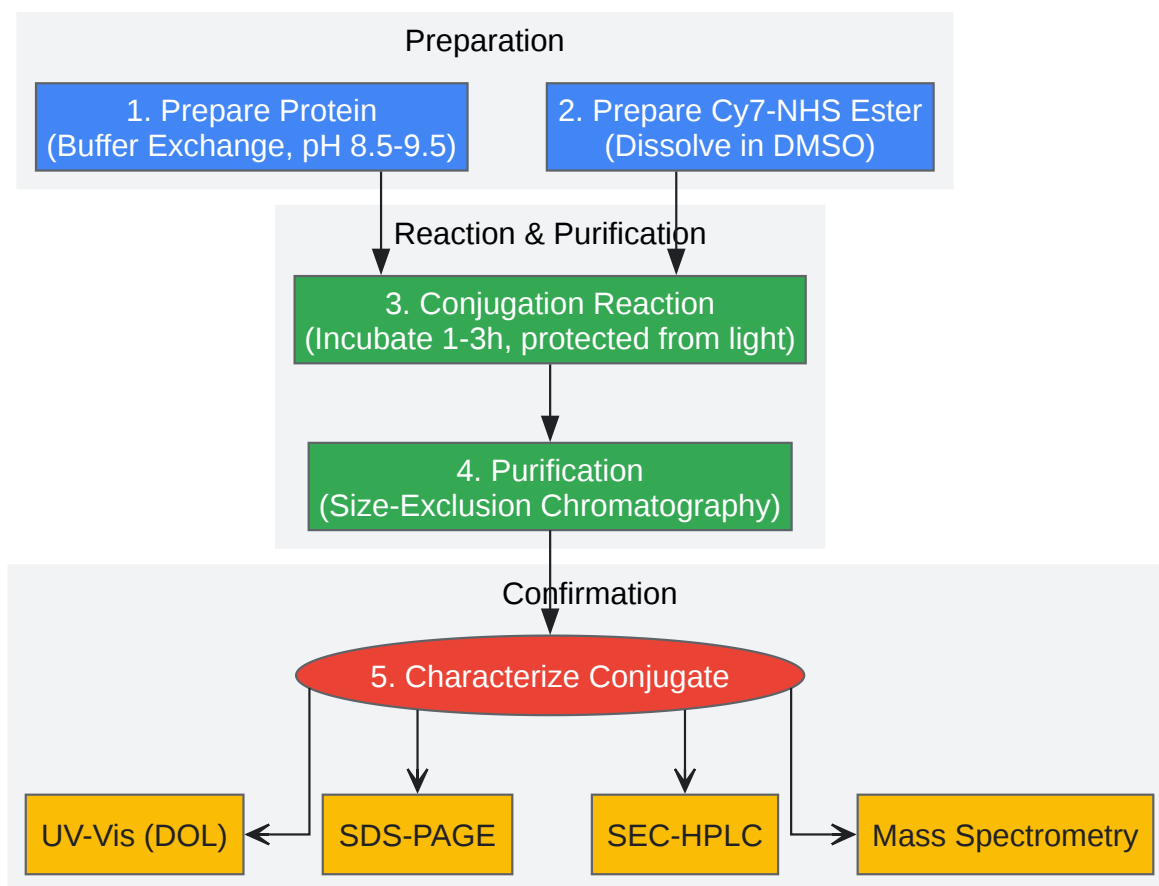 Preparation
1. Prepare Protein
(Buffer Exchange, pH 8.5-9.5)
2. Prepare Cy7-NHS Ester
(Dissolve in DMSO)
Reaction & Purification
3. Conjugation Reaction
(Incubate 1-3h, protected from light)
4. Purification
(Size-Exclusion Chromatography)
Confirmation
5. Characterize Conjugate
UV-Vis (DOL)
SDS-PAGE
SEC-HPLC
Mass Spectrometry